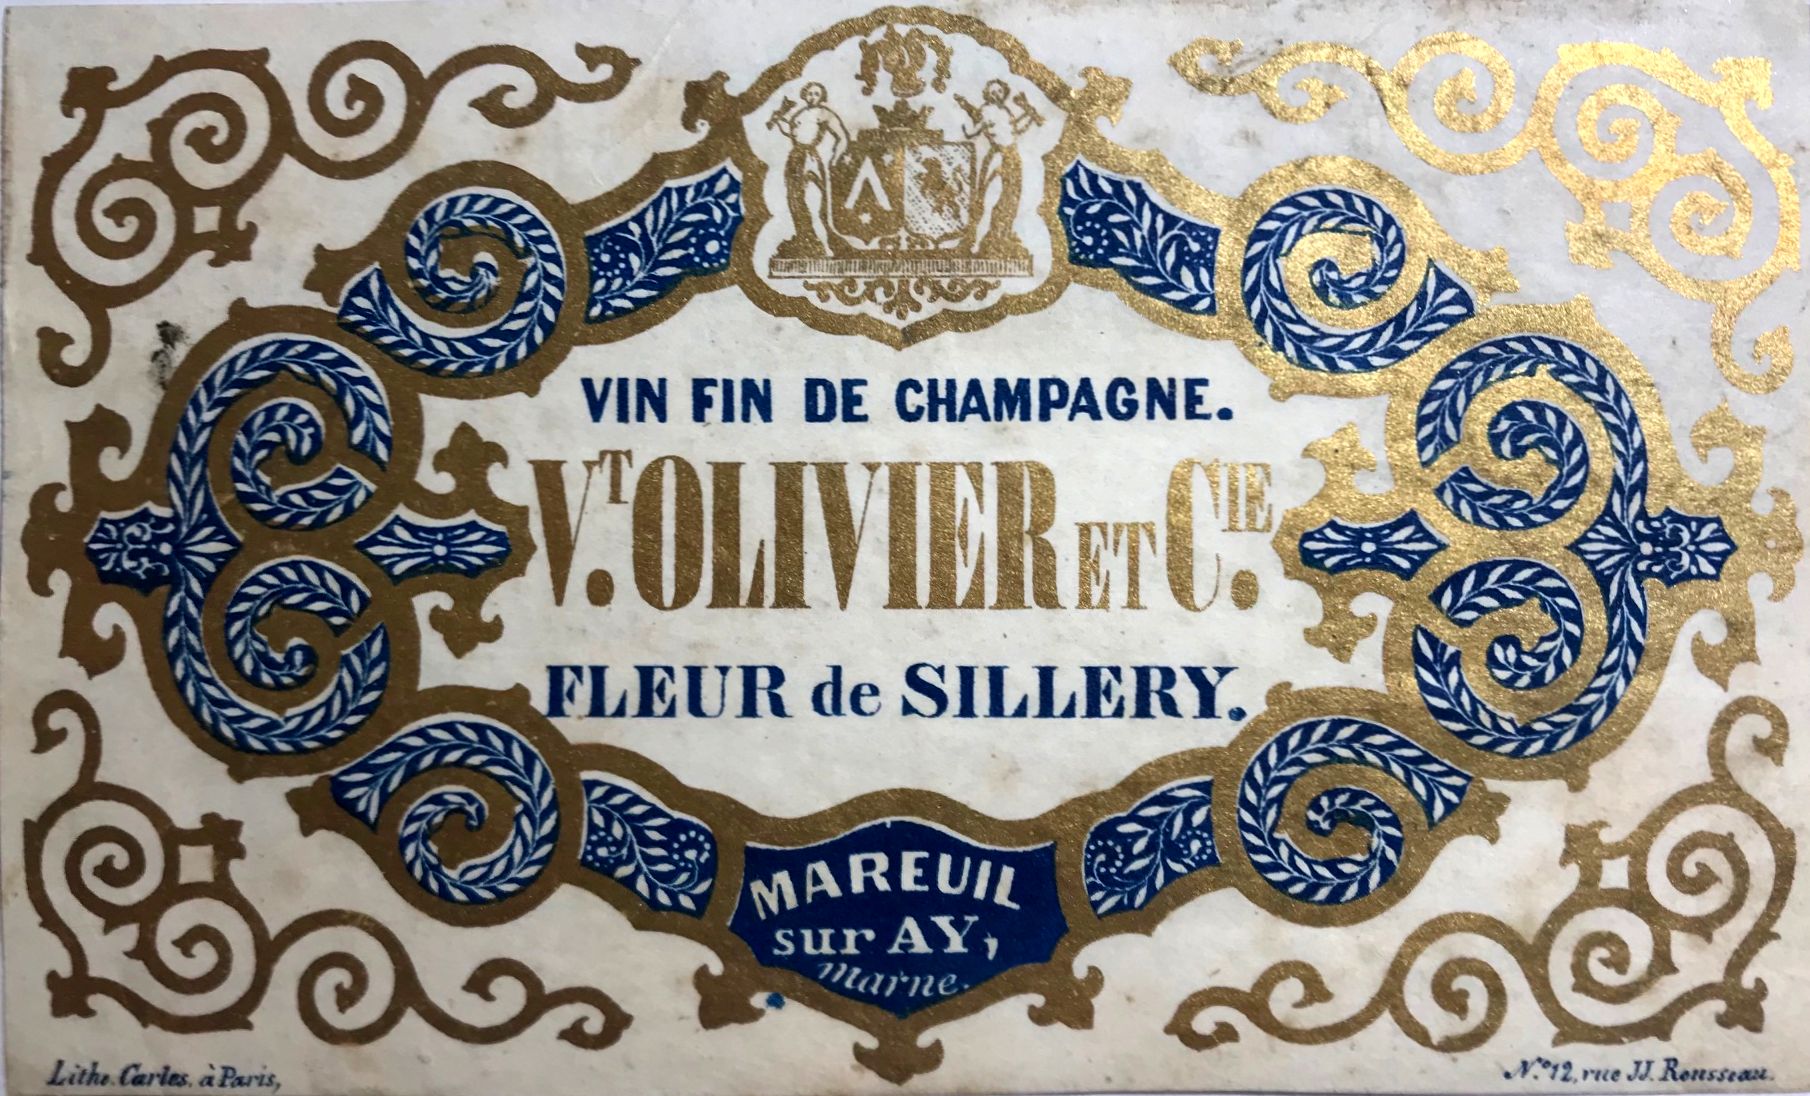 VIN FIN DE CHAMPAGNE.
VT. OLIVIER ET CIE.
FLEUR de SILLERY.
MAREUIL
sur AY,
Marne.
Litho. Carles. à Paris,
N.º 12, rue JJ. Rousseau.